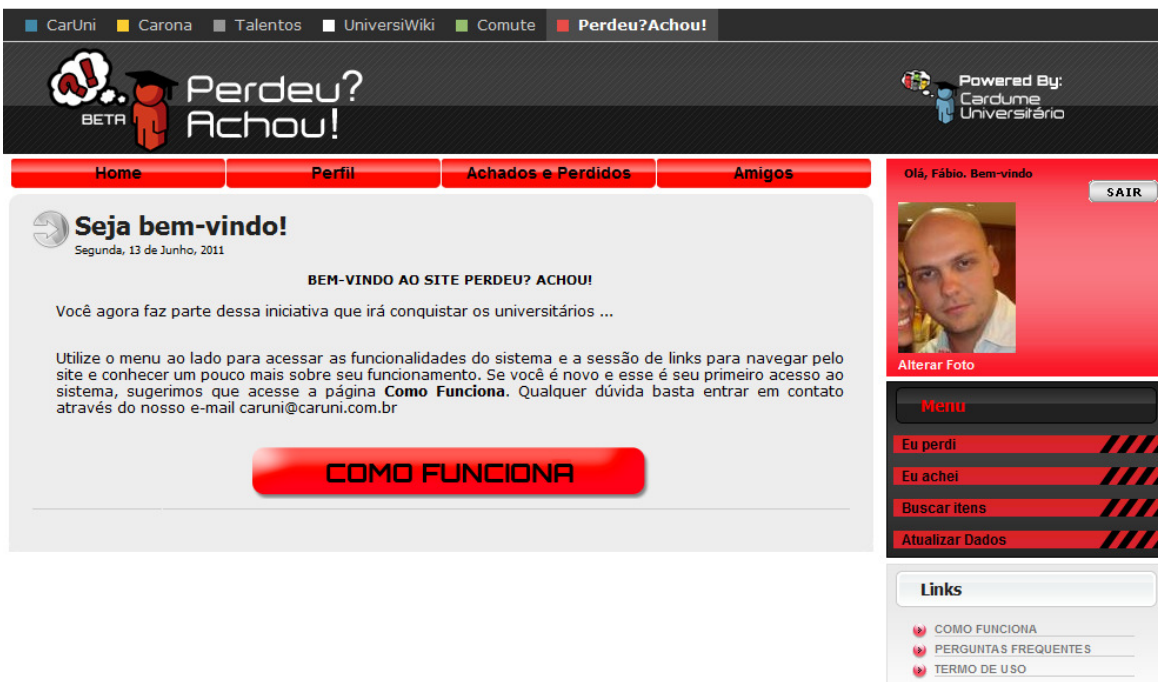 CarUni Carona Talentos UniversiWiki Comute Perdeu?Achou!
BETA
Perdeu?
Achou!
Powered By:
Cardume
Universitário
Home Perfil Achados e Perdidos Amigos
Seja bem-vindo!
Segunda, 13 de Junho, 2011
BEM-VINDO AO SITE PERDEU? ACHOU!
Você agora faz parte dessa iniciativa que irá conquistar os universitários ...
Utilize o menu ao lado para acessar as funcionalidades do sistema e a sessão de links para navegar pelo
site e conhecer um pouco mais sobre seu funcionamento. Se você é novo e esse é seu primeiro acesso ao
sistema, sugerimos que acesse a página Como Funciona. Qualquer dúvida basta entrar em contato
através do nosso e-mail caruni@caruni.com.br
COMO FUNCIONA
Olá, Fábio. Bem-vindo
SAIR
Alterar Foto
Menu
Eu perdi
Eu achei
Buscar itens
Atualizar Dados
Links
COMO FUNCIONA
PERGUNTAS FREQUENTES
TERMO DE USO